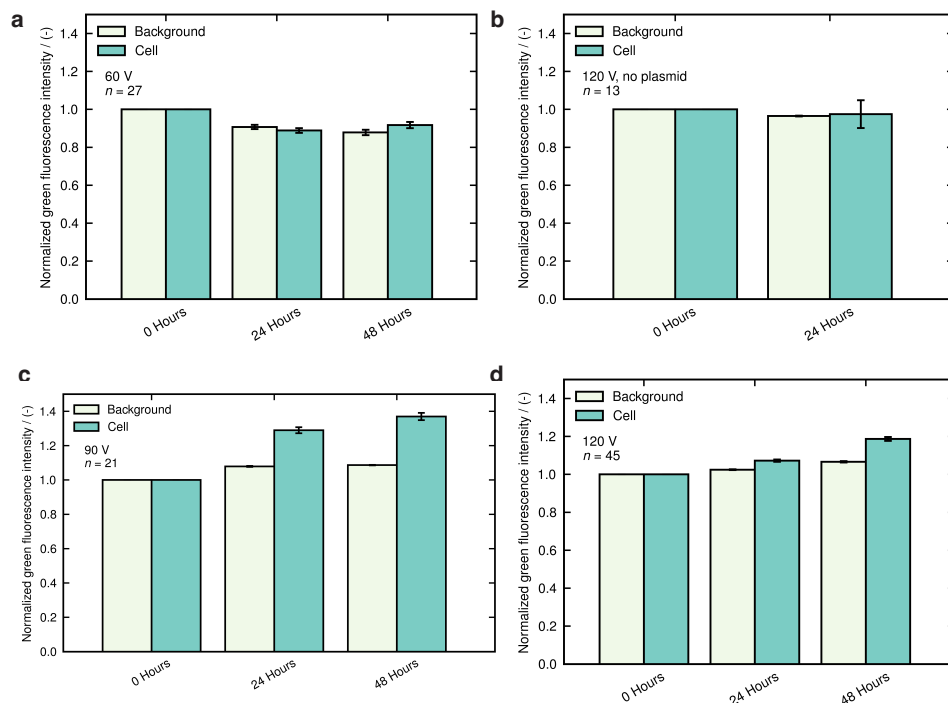 a
Normalized green fluorescence intensity / (-)
1.4
1.2
1.0
0.8
0.6
0.4
0.2
0.0
Background
Cell
60 V
n = 27
0 Hours
24 Hours
48 Hours
b
Normalized green fluorescence intensity / (-)
1.4
1.2
1.0
0.8
0.6
0.4
0.2
0.0
Background
Cell
120 V, no plasmid
n = 13
0 Hours
24 Hours
c
Normalized green fluorescence intensity / (-)
1.4
1.2
1.0
0.8
0.6
0.4
0.2
0.0
Background
Cell
90 V
n = 21
0 Hours
24 Hours
48 Hours
d
Normalized green fluorescence intensity / (-)
1.4
1.2
1.0
0.8
0.6
0.4
0.2
0.0
Background
Cell
120 V
n = 45
0 Hours
24 Hours
48 Hours